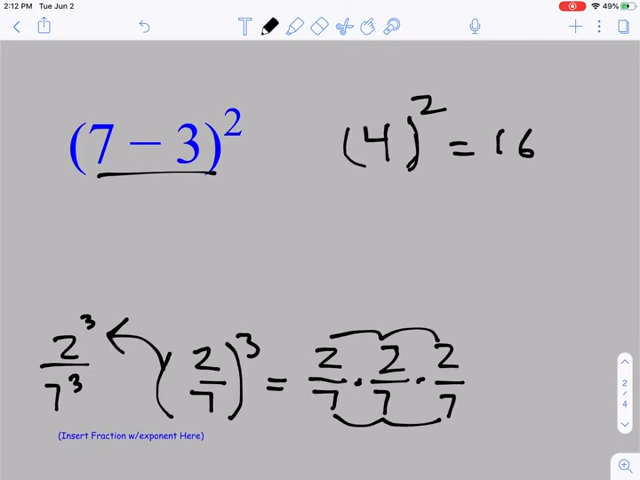 2:12 PM Tue Jun 2
49%
T
(7 − 3)²
(4)² = 16
2³/7³ (2/7)³ = 2/7 · 2/7 · 2/7
(Insert Fraction w/exponent Here)
2
/
4